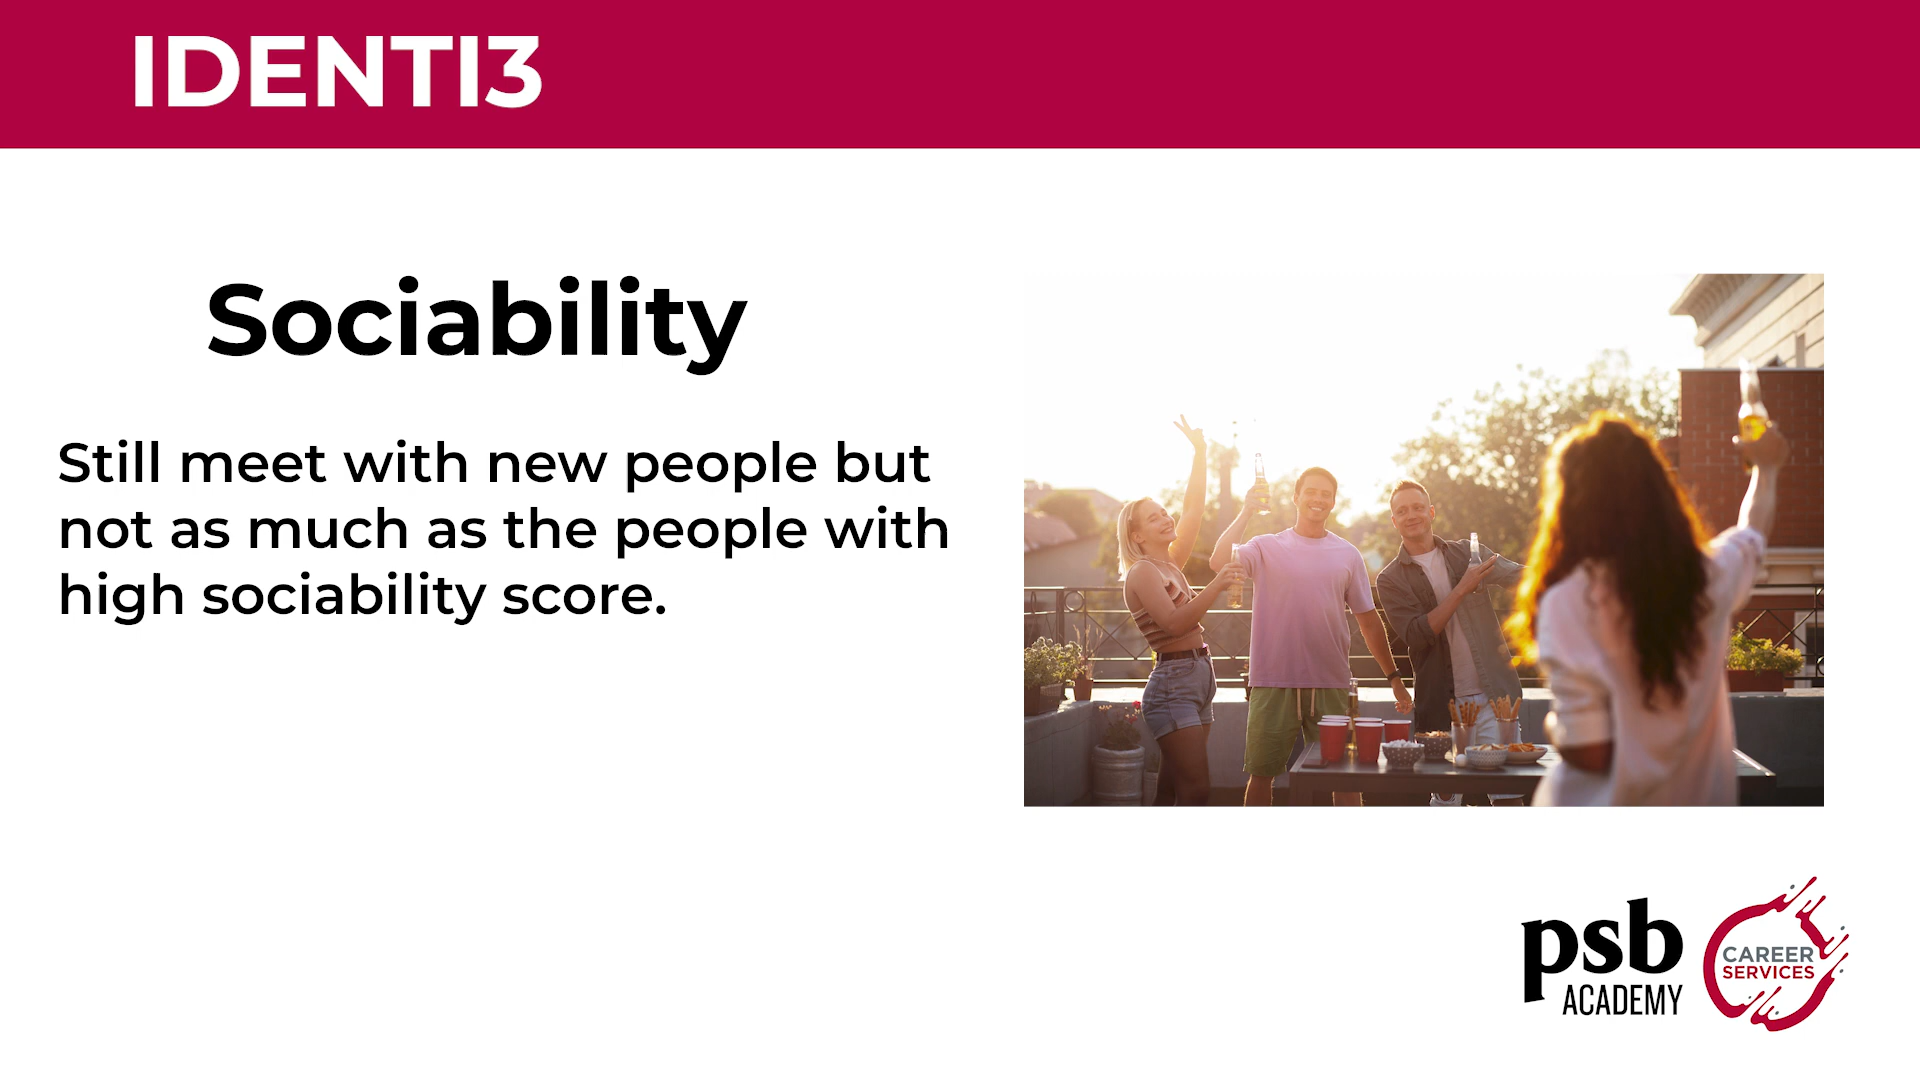 IDENTI3
Sociability
Still meet with new people but
not as much as the people with
high sociability score.
psb
ACADEMY
CAREER
SERVICES